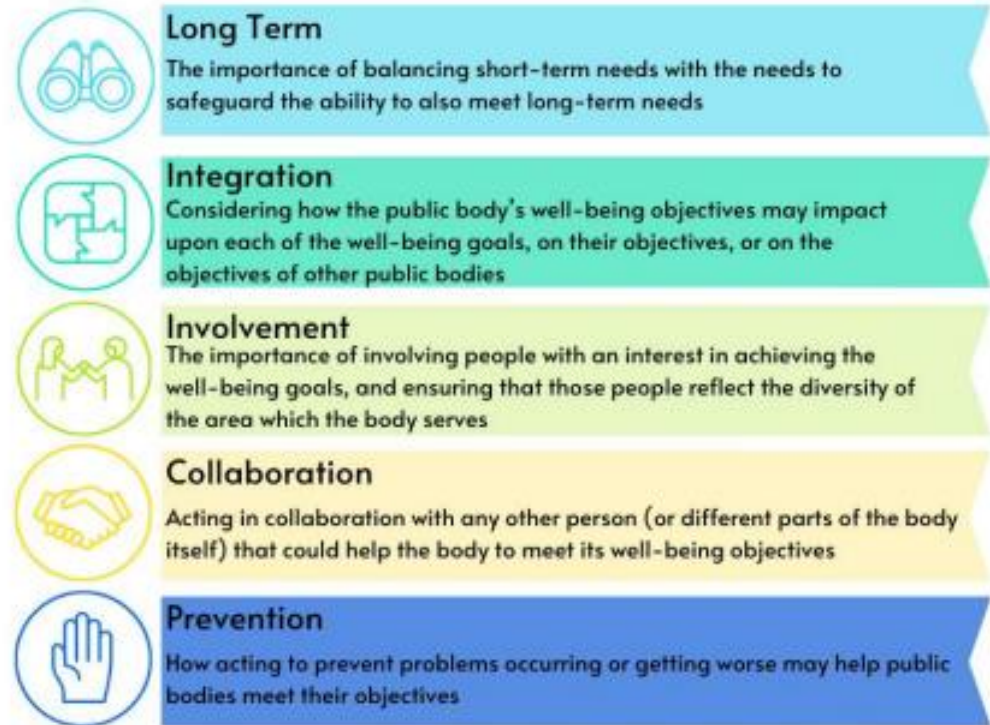 Long Term
The importance of balancing short-term needs with the needs to
safeguard the ability to also meet long-term needs
Integration
Considering how the public body's well-being objectives may impact
upon each of the well-being goals, on their objectives, or on the
objectives of other public bodies
Involvement
The importance of involving people with an interest in achieving the
well-being goals, and ensuring that those people reflect the diversity of
the area which the body serves
Collaboration
Acting in collaboration with any other person (or different parts of the body
itself) that could help the body to meet its well-being objectives
Prevention
How acting to prevent problems occurring or getting worse may help public
bodies meet their objectives